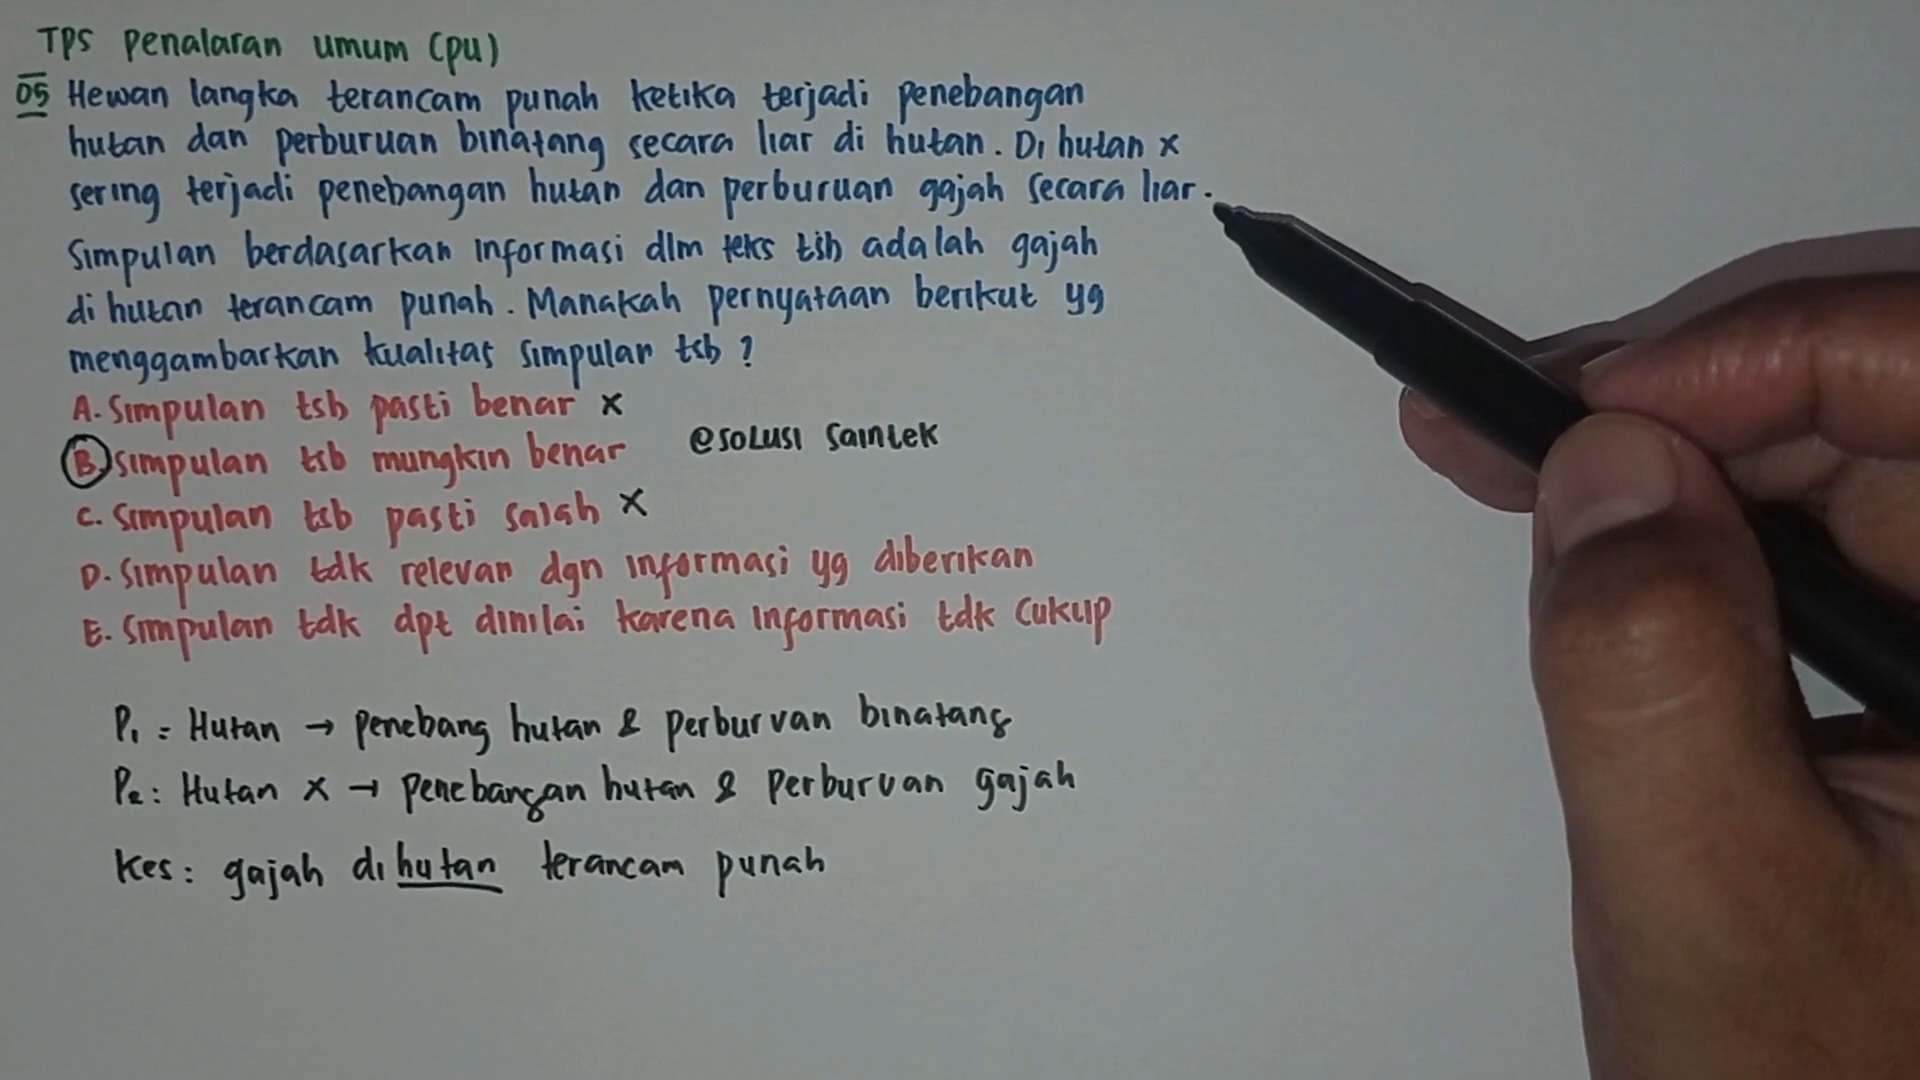 TPS Penalaran umum (PU)
05 Hewan langka terancam punah ketika terjadi penebangan
hutan dan perburuan binatang secara liar di hutan. Di hutan x
sering terjadi penebangan hutan dan perburuan gajah secara liar.
Simpulan berdasarkan informasi dlm teks tsb adalah gajah
di hutan terancam punah. Manakah pernyataan berikut yg
menggambarkan kualitas simpular tsb ?
A. Simpulan tsb pasti benar x
B. simpulan tsb mungkin benar @solusi saintek
C. Simpulan tsb pasti salah x
D. Simpulan tdk relevan dgn informasi yg diberikan
E. Simpulan tdk dpt dinilai karena informasi tdk cukup
P1 = Hutan → penebang hutan & perburuan binatang
P2 : Hutan x → penebangan hutan & perburuan gajah
Kes : gajah di hutan terancam punah